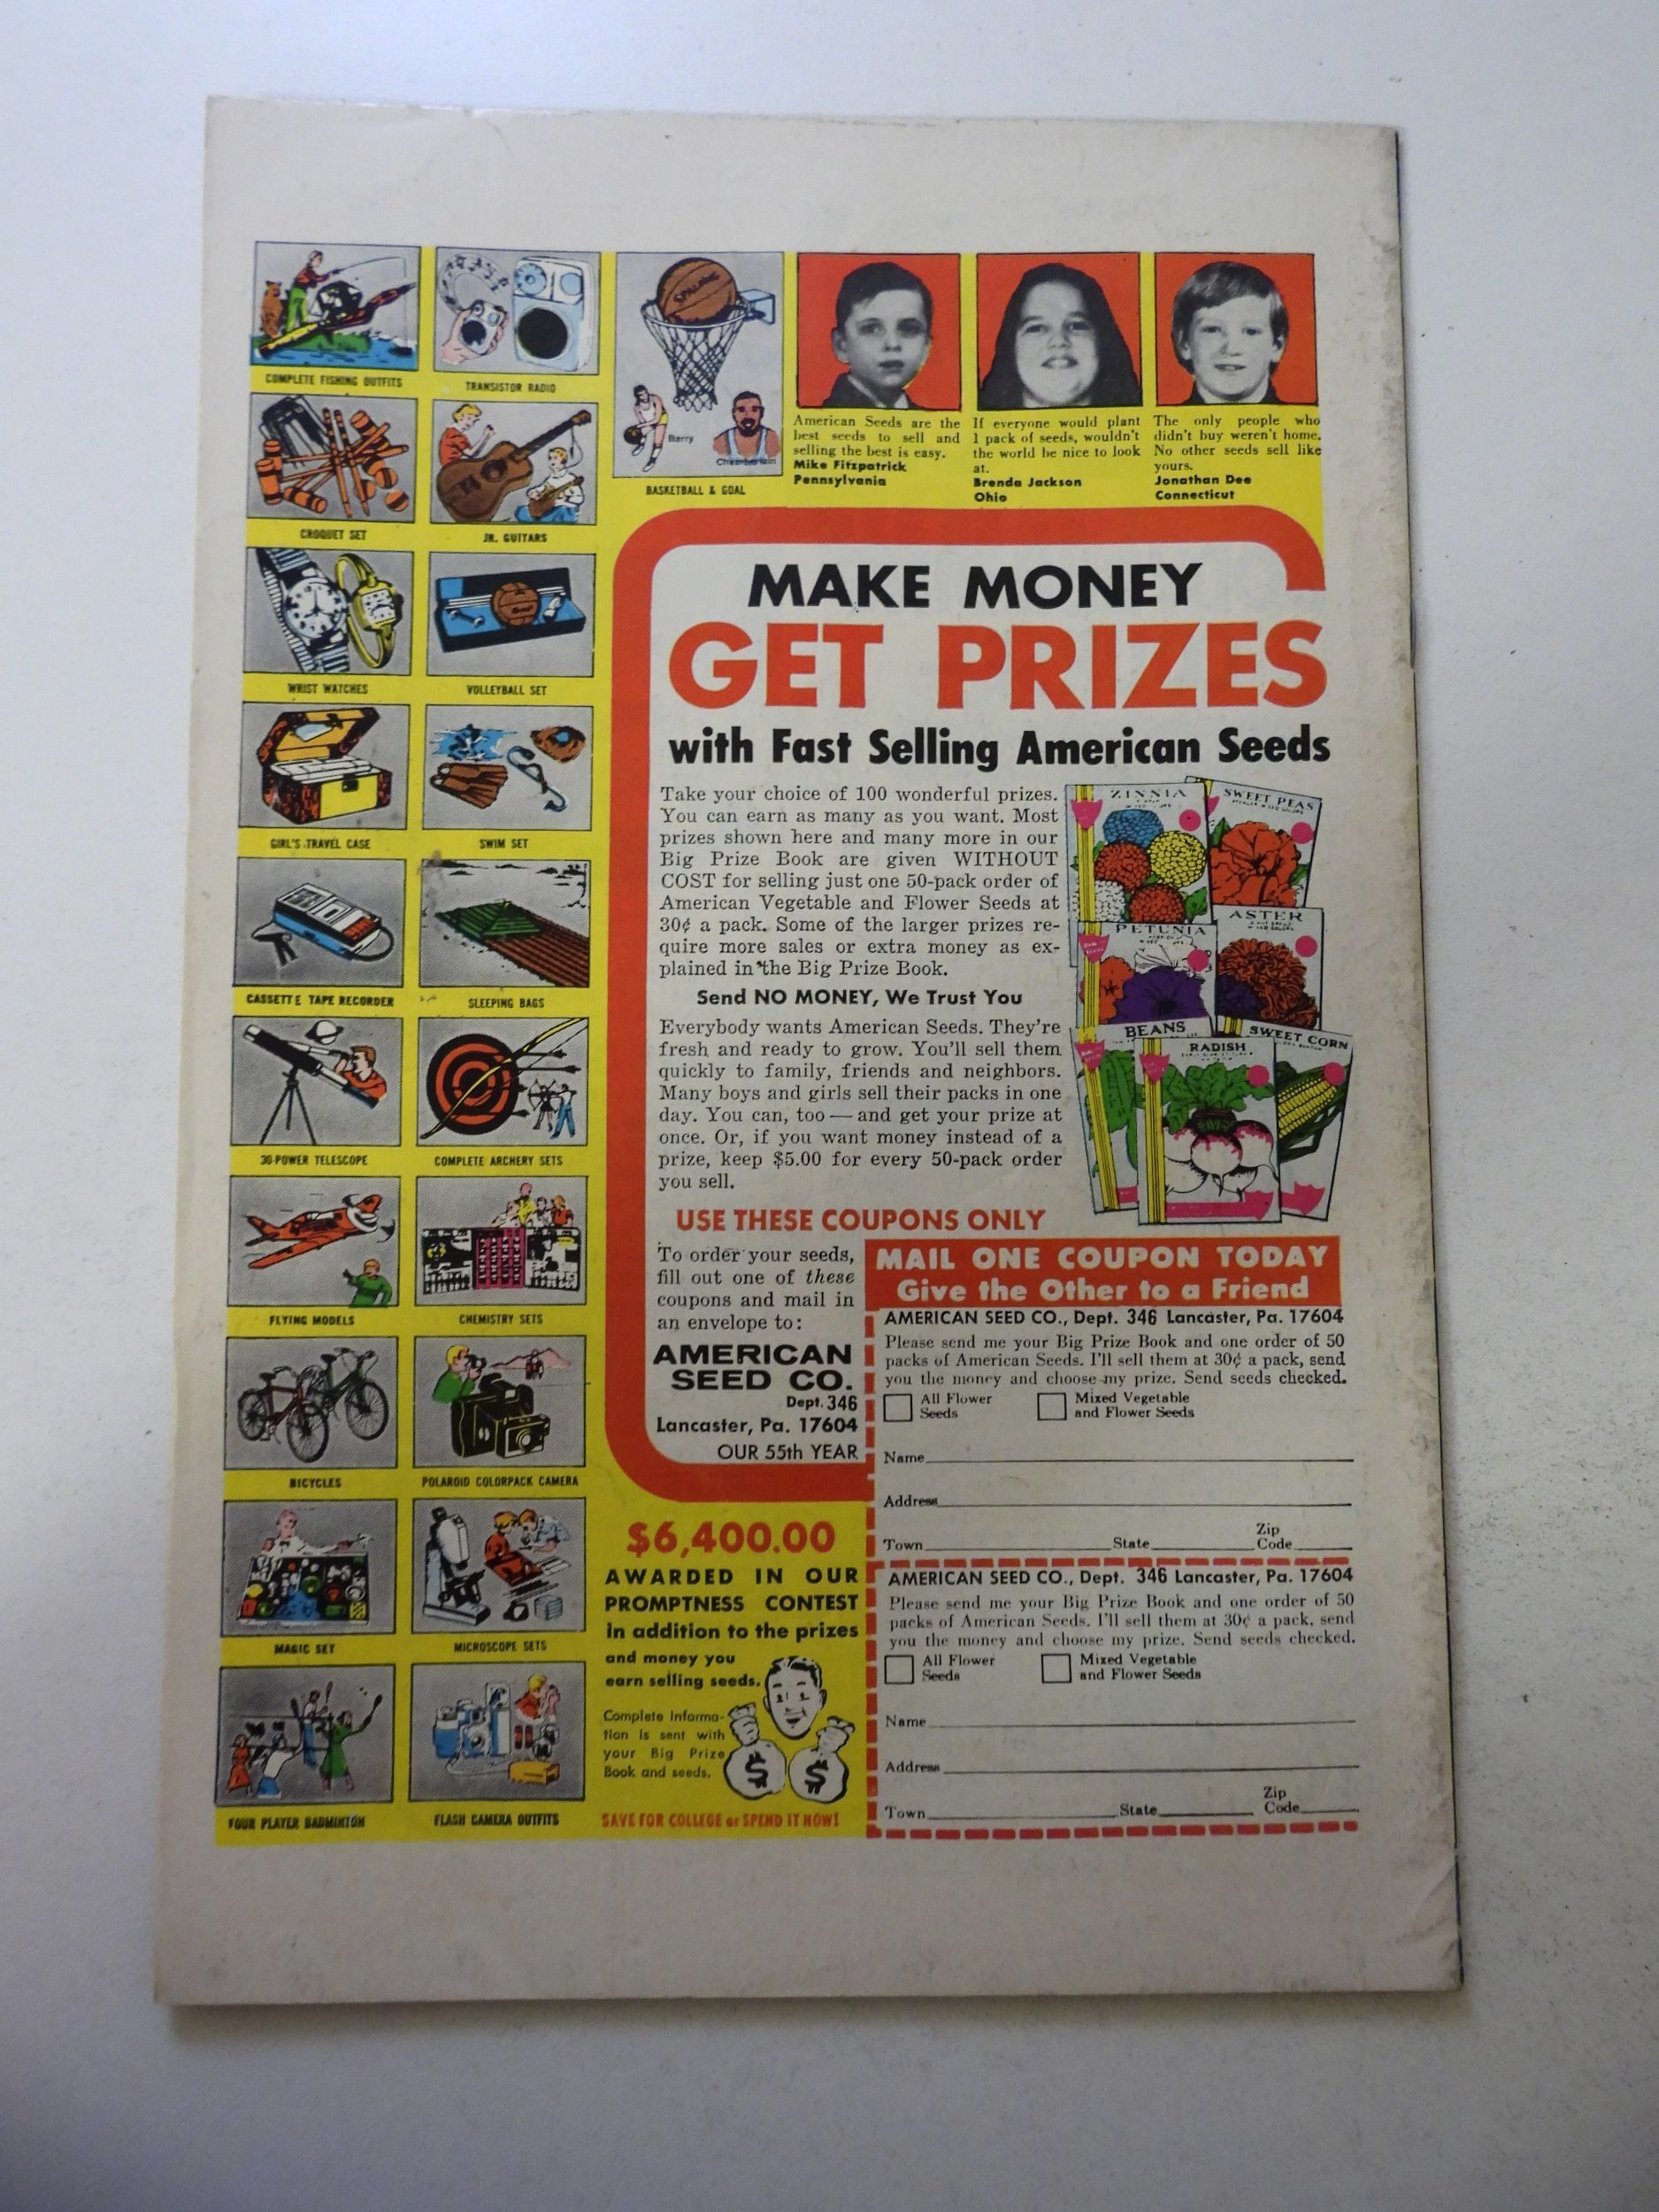 COMPLETE FISHING OUTFITS
TRANSISTOR RADIO
CROQUET SET
JR. GUITARS
WRIST WATCHES
VOLLEYBALL SET
GIRL'S TRAVEL CASE
SWIM SET
CASSETTE TAPE RECORDER
SLEEPING BAGS
30-POWER TELESCOPE
COMPLETE ARCHERY SETS
FLYING MODELS
CHEMISTRY SETS
BICYCLES
POLAROID COLORPACK CAMERA
MAGIC SET
MICROSCOPE SETS
FOUR PLAYER BADMINTON
FLASH CAMERA OUTFITS
SPALDING
Barry
Chamberlain
BASKETBALL & GOAL
American Seeds are the
best seeds to sell and
selling the best is easy.
Mike Fitzpatrick
Pennsylvania
If everyone would plant
1 pack of seeds, wouldn't
the world be nice to look
at.
Brenda Jackson
Ohio
The only people who
didn't buy weren't home.
No other seeds sell like
yours.
Jonathan Dee
Connecticut
MAKE MONEY
GET PRIZES
with Fast Selling American Seeds
Take your choice of 100 wonderful prizes.
You can earn as many as you want. Most
prizes shown here and many more in our
Big Prize Book are given WITHOUT
COST for selling just one 50-pack order of
American Vegetable and Flower Seeds at
30¢ a pack. Some of the larger prizes re-
quire more sales or extra money as ex-
plained in the Big Prize Book.
Send NO MONEY, We Trust You
Everybody wants American Seeds. They're
fresh and ready to grow. You'll sell them
quickly to family, friends and neighbors.
Many boys and girls sell their packs in one
day. You can, too — and get your prize at
once. Or, if you want money instead of a
prize, keep $5.00 for every 50-pack order
you sell.
ZINNIA
SWEET PEAS
ASTER
PETUNIA
BEANS
SWEET CORN
RADISH
USE THESE COUPONS ONLY
To order your seeds,
fill out one of these
coupons and mail in
an envelope to:
AMERICAN
SEED CO.
Dept. 346
Lancaster, Pa. 17604
OUR 55th YEAR
MAIL ONE COUPON TODAY
Give the Other to a Friend
AMERICAN SEED CO., Dept. 346 Lancaster, Pa. 17604
Please send me your Big Prize Book and one order of 50
packs of American Seeds. I'll sell them at 30¢ a pack, send
you the money and choose my prize. Send seeds checked.
All Flower Seeds
Mixed Vegetable and Flower Seeds
Name
Address
Town State Zip Code
AMERICAN SEED CO., Dept. 346 Lancaster, Pa. 17604
Please send me your Big Prize Book and one order of 50
packs of American Seeds. I'll sell them at 30¢ a pack, send
you the money and choose my prize. Send seeds checked.
All Flower Seeds
Mixed Vegetable and Flower Seeds
Name
Address
Town State Zip Code
$6,400.00
AWARDED IN OUR
PROMPTNESS CONTEST
in addition to the prizes
and money you
earn selling seeds.
Complete informa-
tion is sent with
your Big Prize
Book and seeds.
$ $
SAVE FOR COLLEGE or SPEND IT NOW!